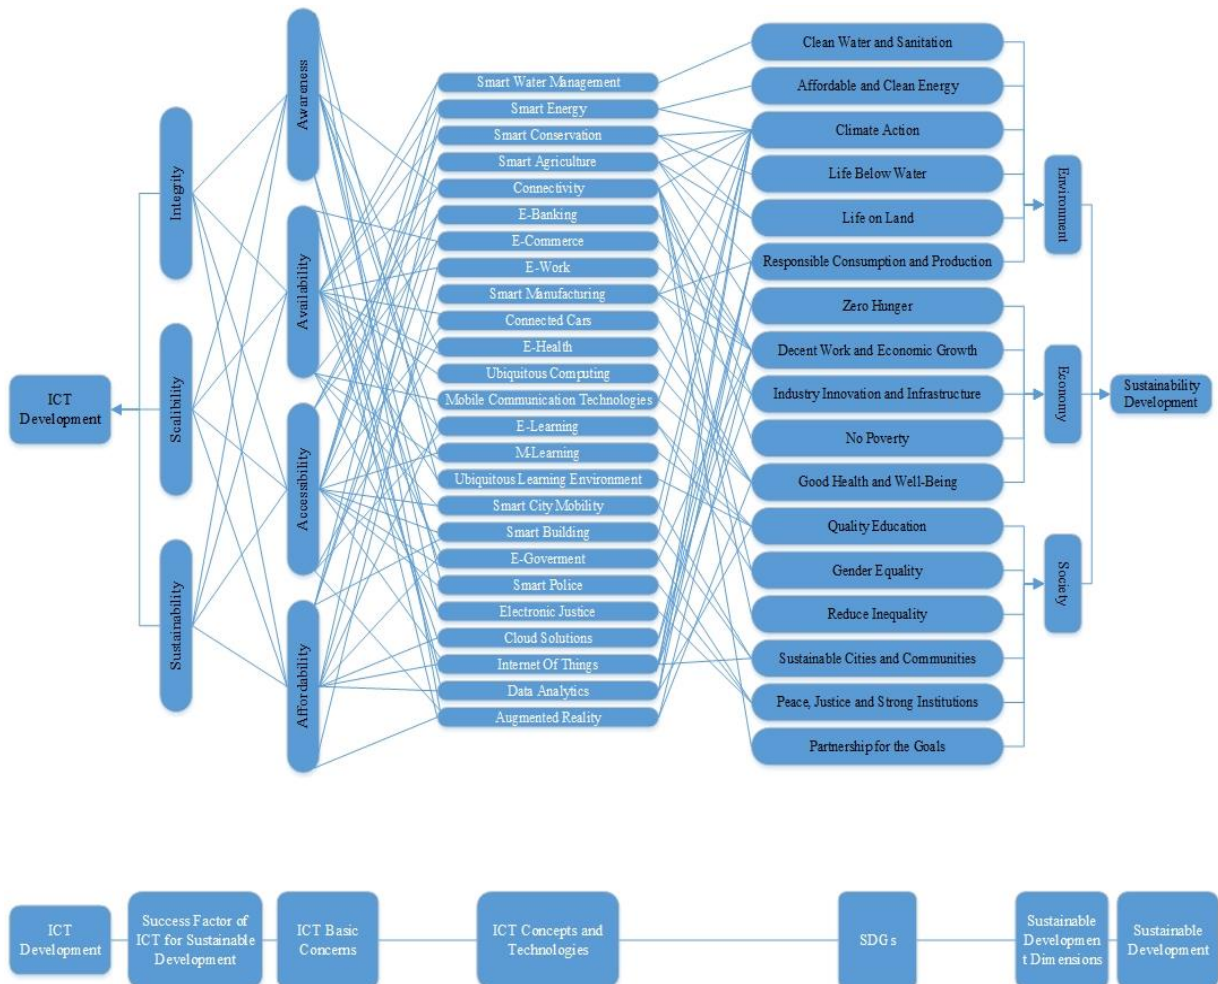 ICT
Development
Integrity
Scalibility
Sustainability
Awareness
Availability
Accessibility
Affordability
Smart Water Management
Smart Energy
Smart Conservation
Smart Agriculture
Connectivity
E-Banking
E-Commerce
E-Work
Smart Manufacturing
Connected Cars
E-Health
Ubiquitous Computing
Mobile Communication Technologies
E-Learning
M-Learning
Ubiquitous Learning Environment
Smart City Mobility
Smart Building
E-Goverment
Smart Police
Electronic Justice
Cloud Solutions
Internet Of Things
Data Analytics
Augmented Reality
Clean Water and Sanitation
Affordable and Clean Energy
Climate Action
Life Below Water
Life on Land
Responsible Consumption and Production
Zero Hunger
Decent Work and Economic Growth
Industry Innovation and Infrastructure
No Poverty
Good Health and Well-Being
Quality Education
Gender Equality
Reduce Inequality
Sustainable Cities and Communities
Peace, Justice and Strong Institutions
Partnership for the Goals
Environment
Economy
Society
Sustainability
Development
ICT
Development
Success Factor of
ICT for Sustainable
Development
ICT Basic
Concerns
ICT Concepts and
Technologies
SDGs
Sustainable
Developmen
t Dimensions
Sustainable
Development